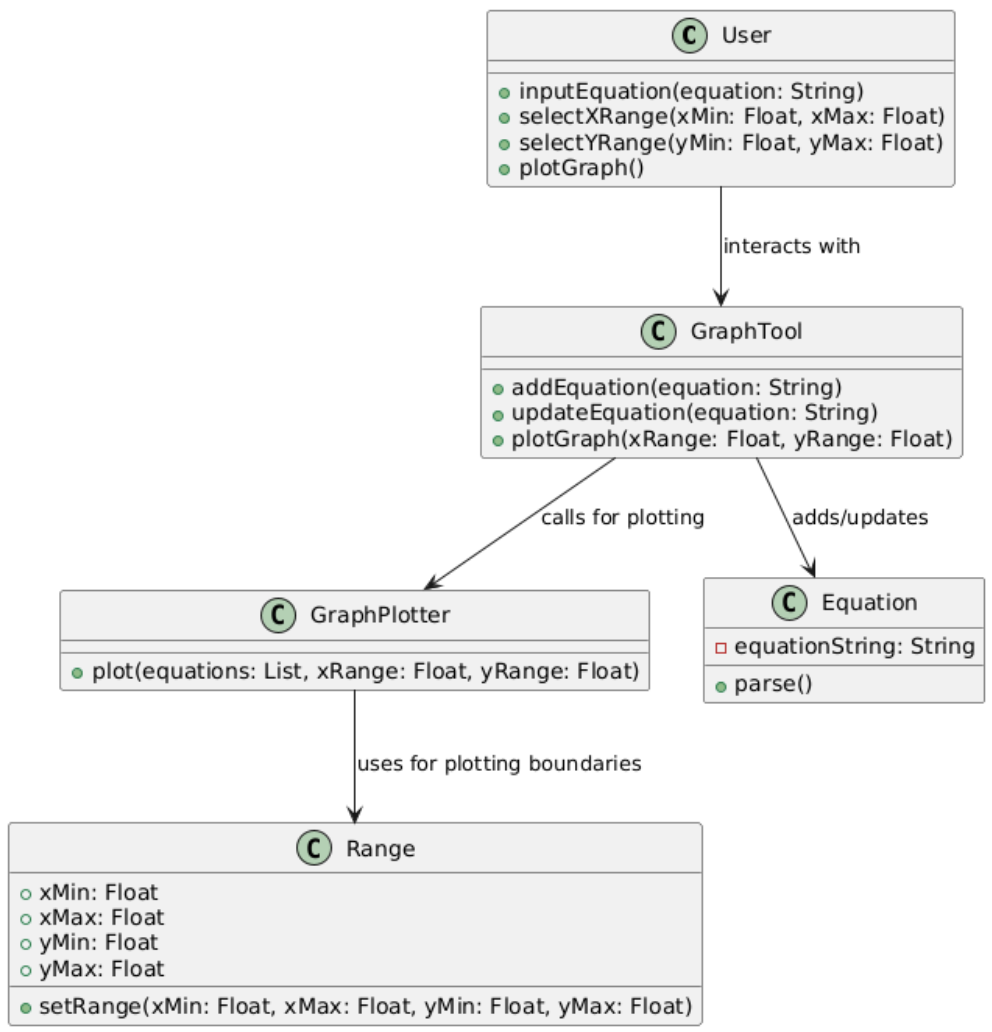 C User
inputEquation(equation: String)
selectXRange(xMin: Float, xMax: Float)
selectYRange(yMin: Float, yMax: Float)
plotGraph()
interacts with
C GraphTool
addEquation(equation: String)
updateEquation(equation: String)
plotGraph(xRange: Float, yRange: Float)
calls for plotting
adds/updates
C GraphPlotter
plot(equations: List, xRange: Float, yRange: Float)
C Equation
equationString: String
parse()
uses for plotting boundaries
C Range
xMin: Float
xMax: Float
yMin: Float
yMax: Float
setRange(xMin: Float, xMax: Float, yMin: Float, yMax: Float)